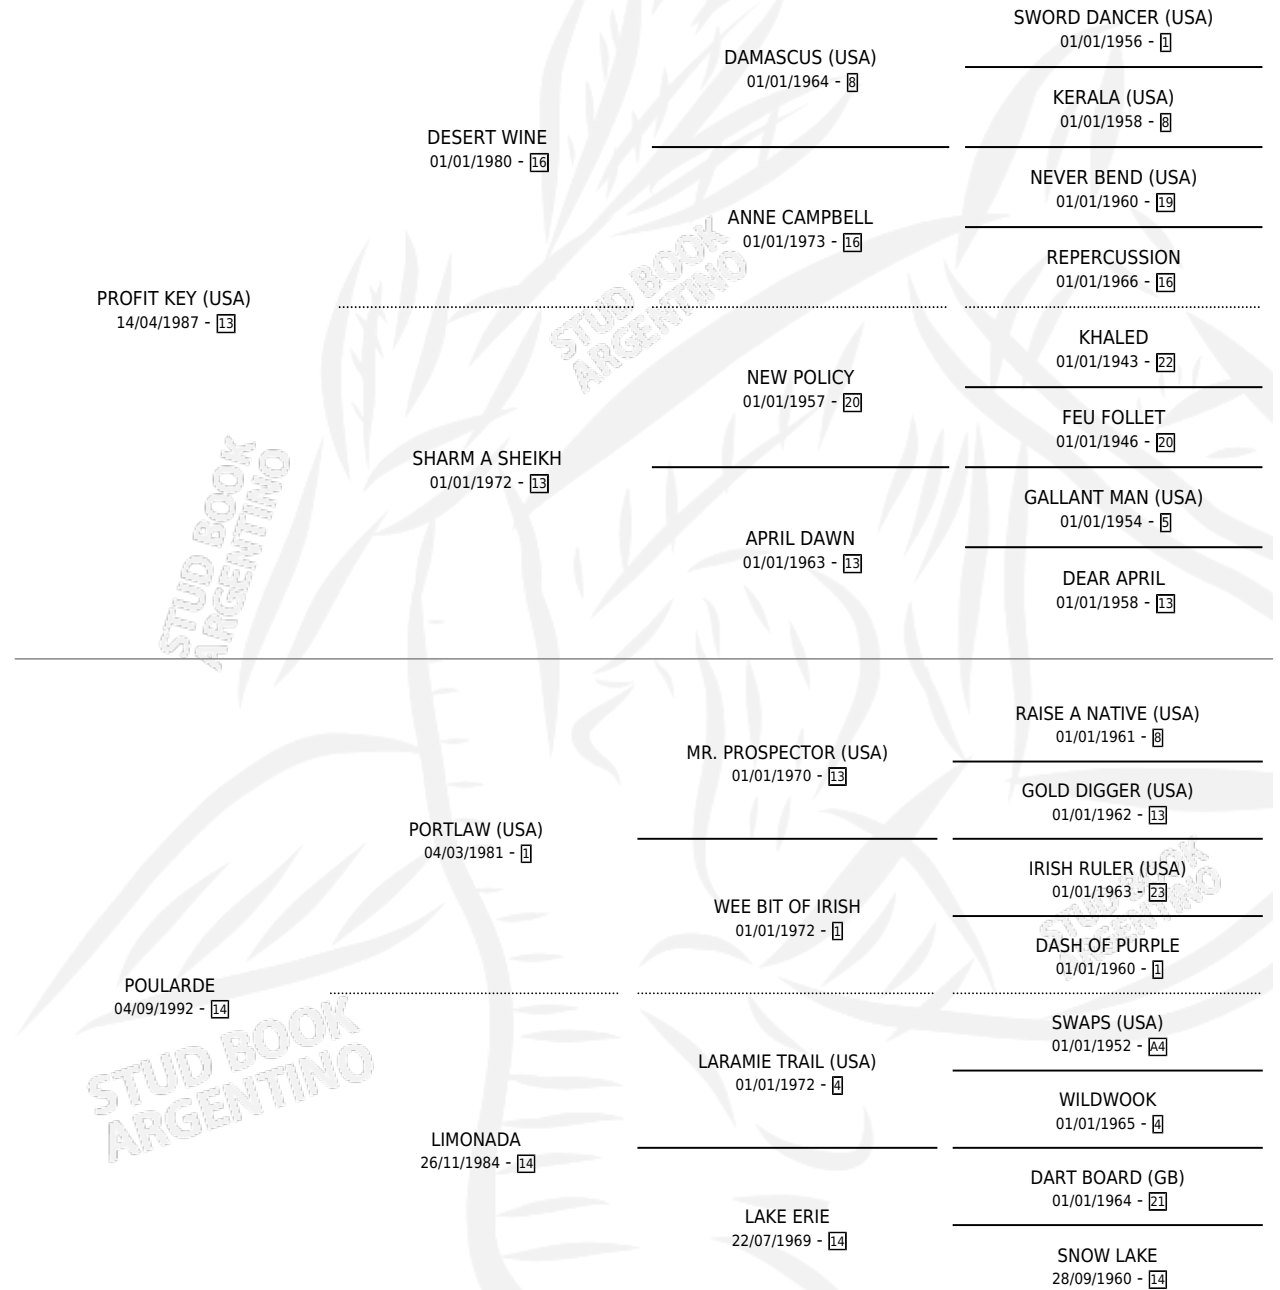 SWORD DANCER (USA)
01/01/1956 - 1
DAMASCUS (USA)
01/01/1964 - 8
KERALA (USA)
01/01/1958 - 8
DESERT WINE
01/01/1980 - 16
NEVER BEND (USA)
01/01/1960 - 19
ANNE CAMPBELL
01/01/1973 - 16
REPERCUSSION
01/01/1966 - 16
PROFIT KEY (USA)
14/04/1987 - 13
KHALED
01/01/1943 - 22
NEW POLICY
01/01/1957 - 20
FEU FOLLET
01/01/1946 - 20
SHARM A SHEIKH
01/01/1972 - 13
GALLANT MAN (USA)
01/01/1954 - 5
APRIL DAWN
01/01/1963 - 13
DEAR APRIL
01/01/1958 - 13
STUD BOOK
ARGENTINO
STUD BOOK
ARGENTINO
RAISE A NATIVE (USA)
01/01/1961 - 8
MR. PROSPECTOR (USA)
01/01/1970 - 13
GOLD DIGGER (USA)
01/01/1962 - 13
PORTLAW (USA)
04/03/1981 - 1
IRISH RULER (USA)
01/01/1963 - 23
WEE BIT OF IRISH
01/01/1972 - 1
DASH OF PURPLE
01/01/1960 - 1
POULARDE
04/09/1992 - 14
SWAPS (USA)
01/01/1952 - A4
LARAMIE TRAIL (USA)
01/01/1972 - 4
WILDWOOK
01/01/1965 - 4
LIMONADA
26/11/1984 - 14
DART BOARD (GB)
01/01/1964 - 21
LAKE ERIE
22/07/1969 - 14
SNOW LAKE
28/09/1960 - 14
STUD BOOK
ARGENTINO
STUD BOOK
ARGENTINO